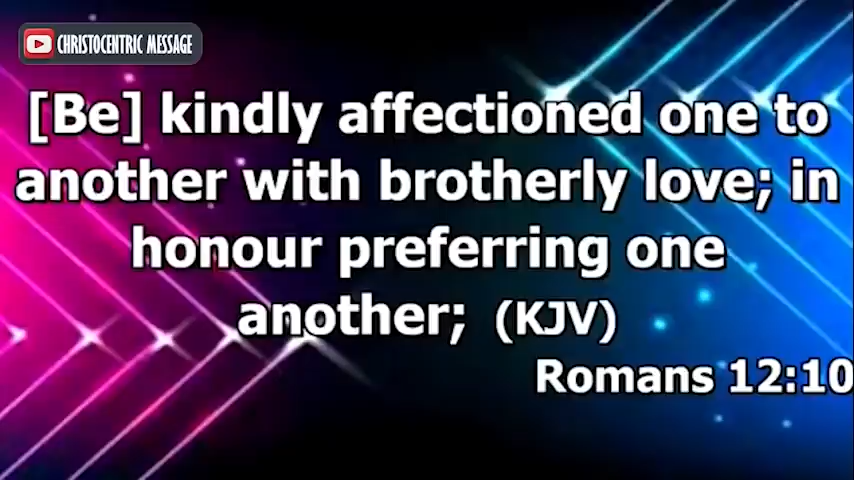 CHRISTOCENTRIC MESSAGE
[Be] kindly affectioned one to
another with brotherly love; in
honour preferring one
another; (KJV)
Romans 12:10